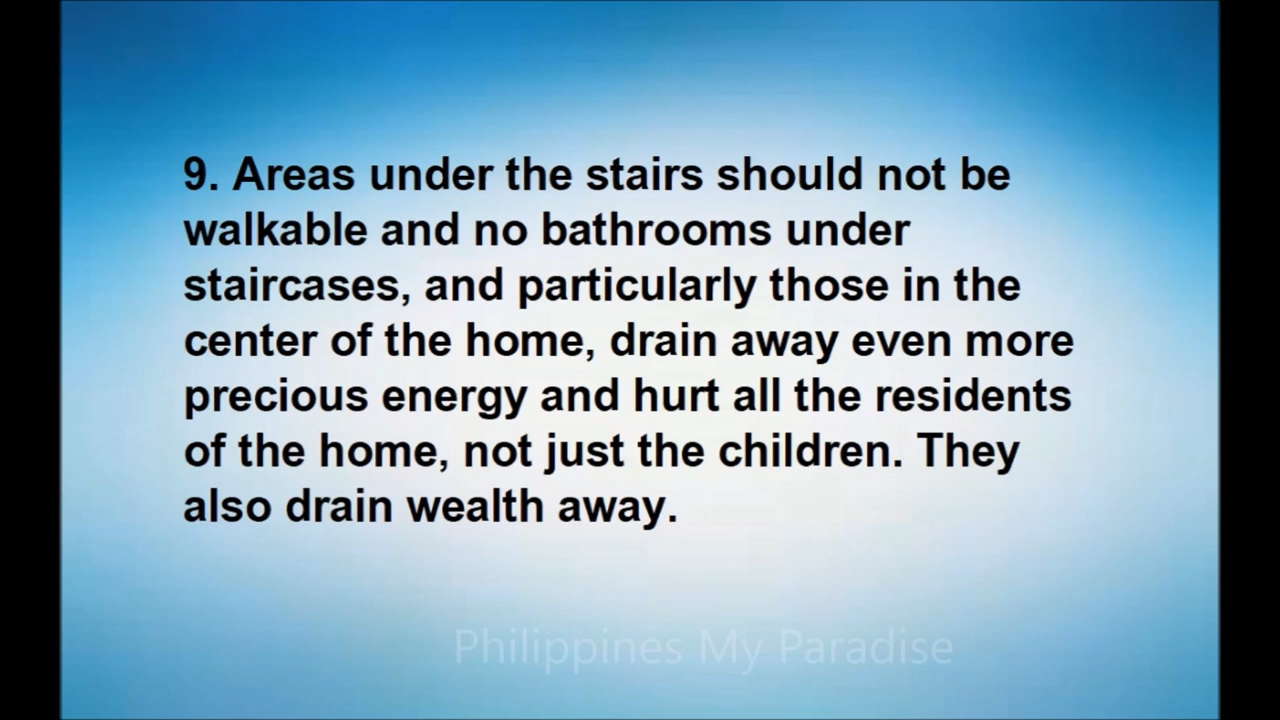 9. Areas under the stairs should not be
walkable and no bathrooms under
staircases, and particularly those in the
center of the home, drain away even more
precious energy and hurt all the residents
of the home, not just the children. They
also drain wealth away.
Philippines My Paradise